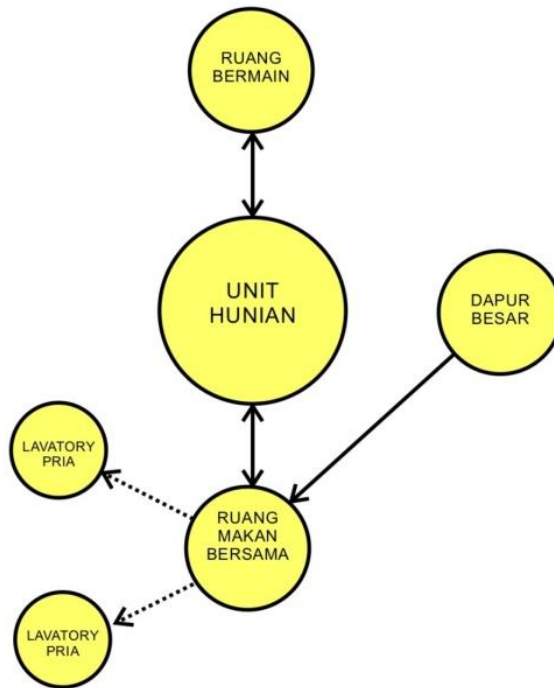 RUANG
BERMAIN
UNIT
HUNIAN
DAPUR
BESAR
LAVATORY
PRIA
RUANG
MAKAN
BERSAMA
LAVATORY
PRIA